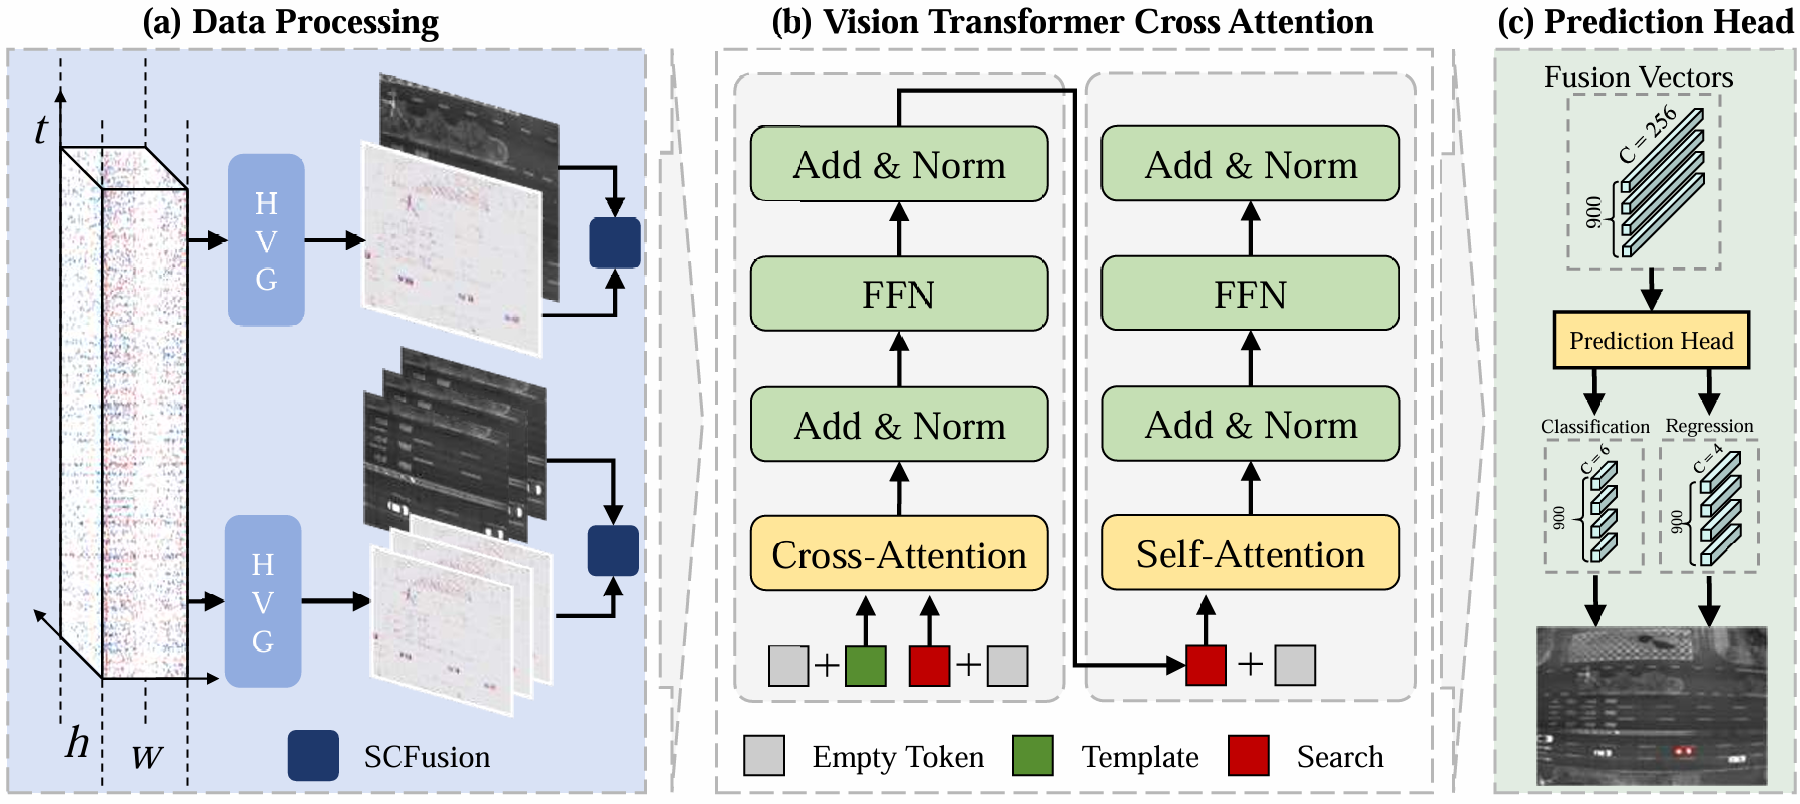 (a) Data Processing
t
H
V
G
H
V
G
h
w
SCFusion
(b) Vision Transformer Cross Attention
Add & Norm
FFN
Add & Norm
Cross-Attention
+
+
Add & Norm
FFN
Add & Norm
Self-Attention
+
Empty Token
Template
Search
(c) Prediction Head
Fusion Vectors
C = 256
900
Prediction Head
Classification
Regression
C = 6
900
C = 4
900